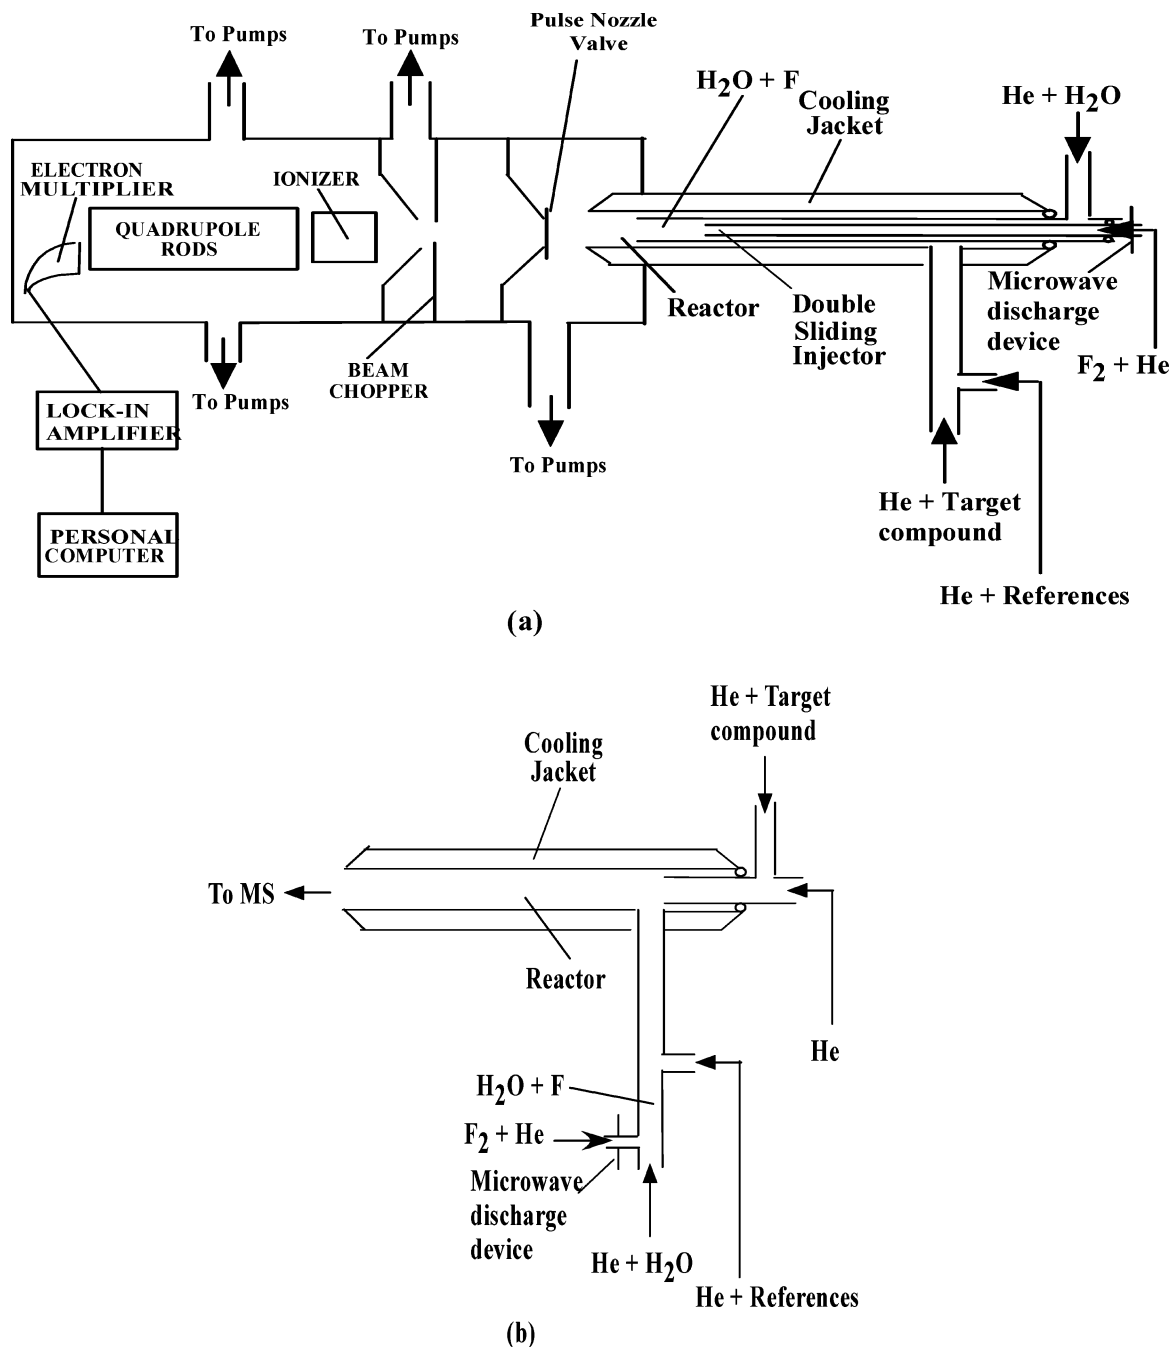 Pulse Nozzle
Valve
To Pumps
To Pumps
H2O + F
Cooling
Jacket
He + H2O
ELECTRON
MULTIPLIER
IONIZER
QUADRUPOLE
RODS
Reactor
Double
Sliding
Injector
Microwave
discharge
device
F2 + He
BEAM
CHOPPER
To Pumps
LOCK-IN
AMPLIFIER
To Pumps
He + Target
compound
PERSONAL
COMPUTER
He + References
(a)
He + Target
compound
Cooling
Jacket
To MS
Reactor
He
H2O + F
F2 + He
Microwave
discharge
device
He + H2O
He + References
(b)